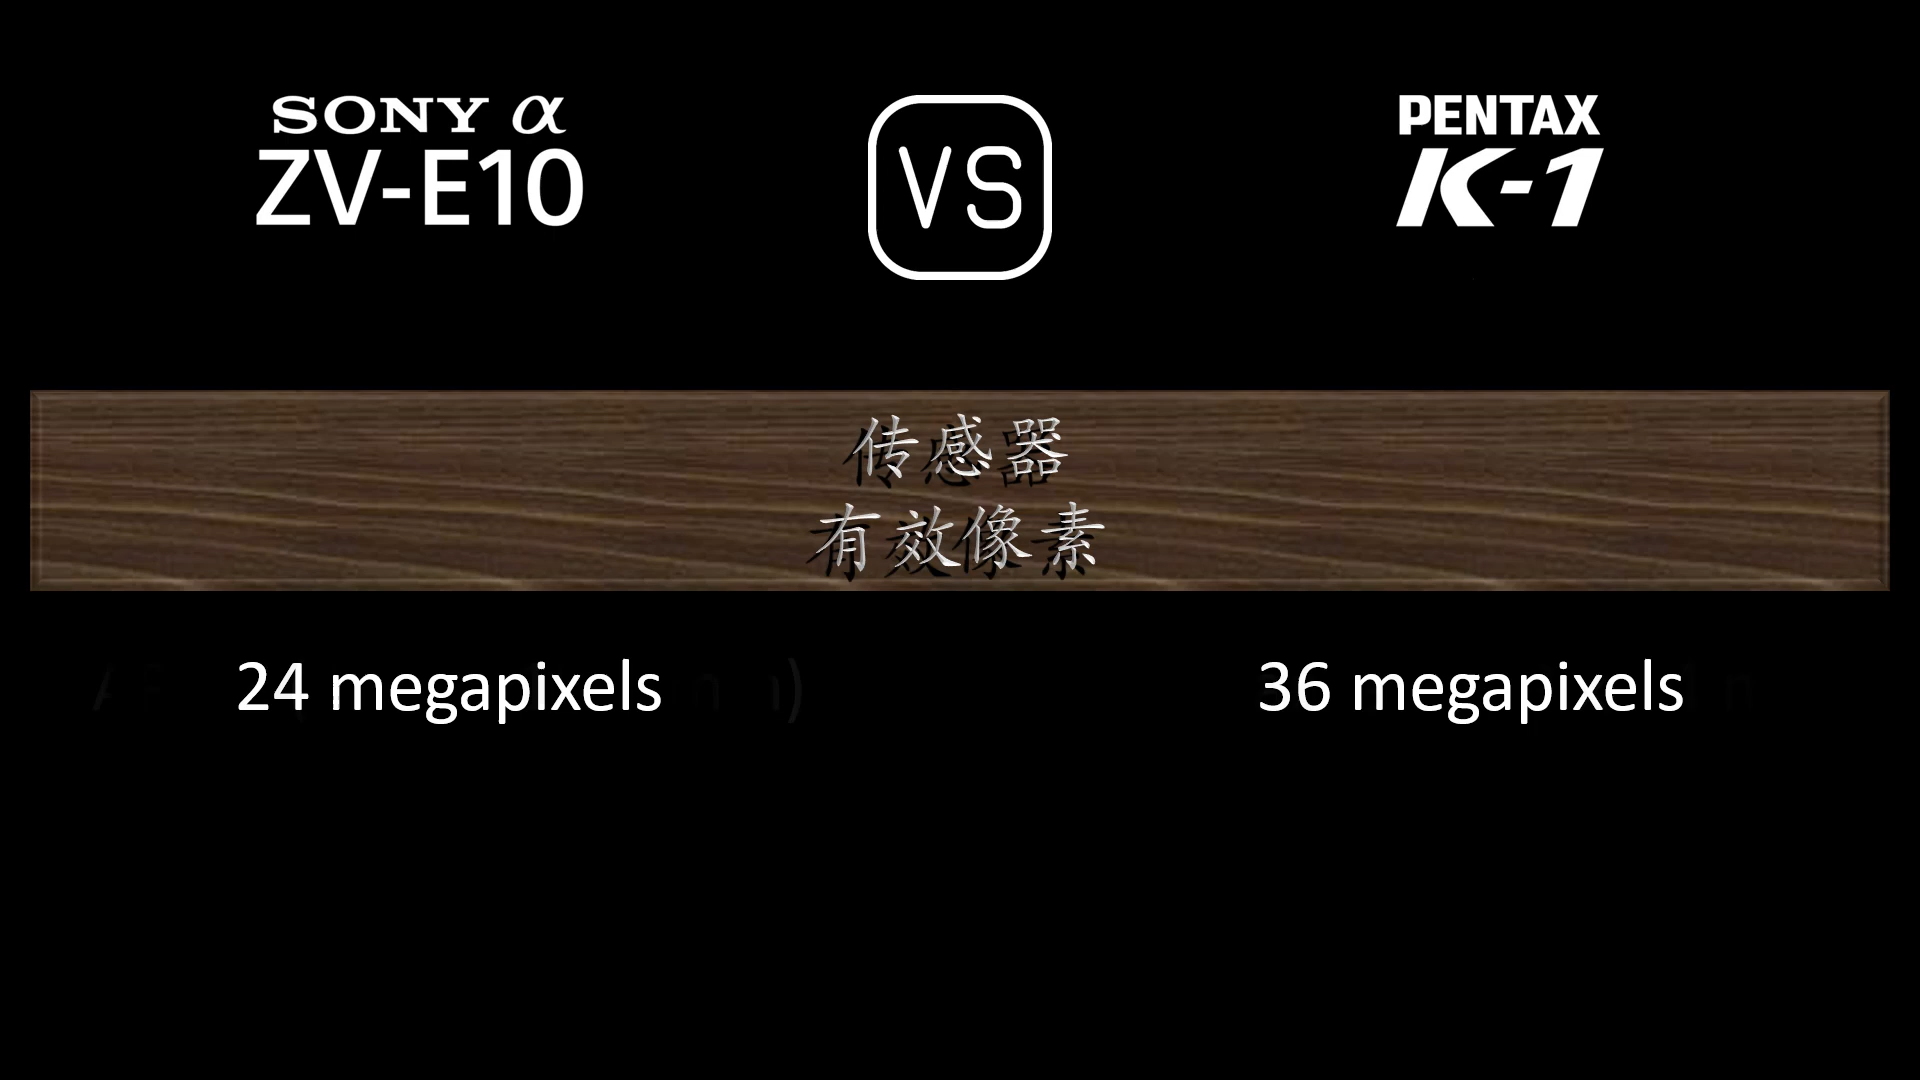 SONY α
ZV-E10
VS
PENTAX
K-1
传感器
有效像素
24 megapixels
36 megapixels